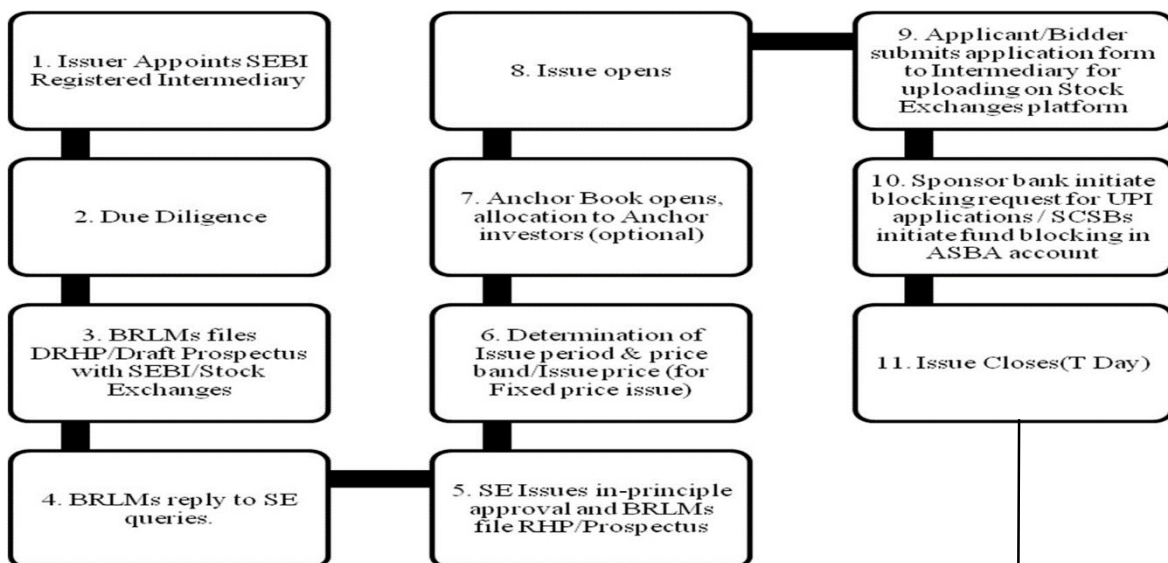 1. Issuer Appoints SEBI
Registered Intermediary
2. Due Diligence
3. BRLMs files
DRHP/Draft Prospectus
with SEBI/Stock
Exchanges
4. BRLMs reply to SE
queries.
5. SE Issues in-principle
approval and BRLMs
file RHP/Prospectus
6. Determination of
Issue period & price
band/Issue price (for
Fixed price issue)
7. Anchor Book opens,
allocation to Anchor
investors (optional)
8. Issue opens
9. Applicant/Bidder
submits application form
to Intermediary for
uploading on Stock
Exchanges platform
10. Sponsor bank initiate
blocking request for UPI
applications / SCSBs
initiate fund blocking in
ASBA account
11. Issue Closes(T Day)